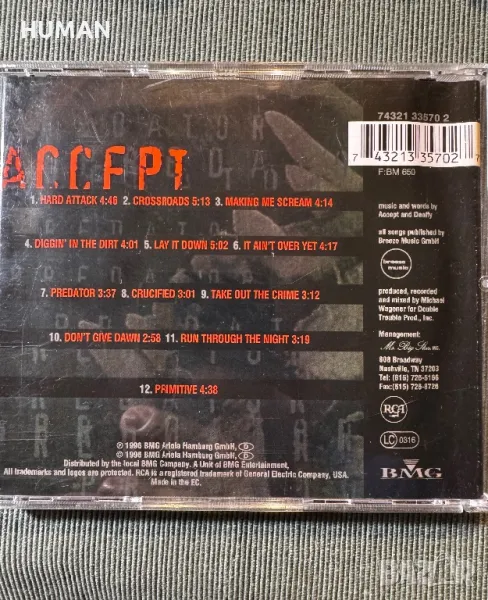 HUMAN
ACCEPT
1. HARD ATTACK 4:46 2. CROSSROADS 5:13 3. MAKING ME SCREAM 4:14
4. DIGGIN' IN THE DIRT 4:01 5. LAY IT DOWN 5:02 6. IT AIN'T OVER YET 4:17
7. PREDATOR 3:37 8. CRUCIFIED 3:01 9. TAKE OUT THE CRIME 3:12
10. DON'T GIVE DAWN 2:58 11. RUN THROUGH THE NIGHT 3:19
12. PRIMITIVE 4:38
℗ 1996 BMG Ariola Hamburg GmbH, D
© 1996 BMG Ariola Hamburg GmbH, D
Distributed by the local BMG Company. A Unit of BMG Entertainment.
All trademarks and logos are protected. RCA is a registered trademark of General Electric Company, USA.
Made in the EC.
74321 33570 2
7 43213 35702 7
F:BM 650
music and words by
Accept and Deaffy
all songs published by
Breeze Music GmbH
breeze
music
produced, recorded
and mixed by Michael
Wagener for Double
Trouble Prod., Inc.
Management:
908 Broadway
Nashville, TN 37203
RCA
LC 0316
BMG